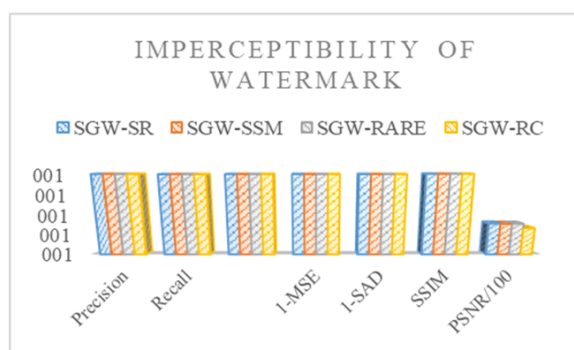 IMPERCEPTIBILITY OF
WATERMARK
SGW-SR SGW-SSM SGW-RARE SGW-RC
001
001
001
001
001
Precision Recall 1-MSE 1-SAD SSIM PSNR/100